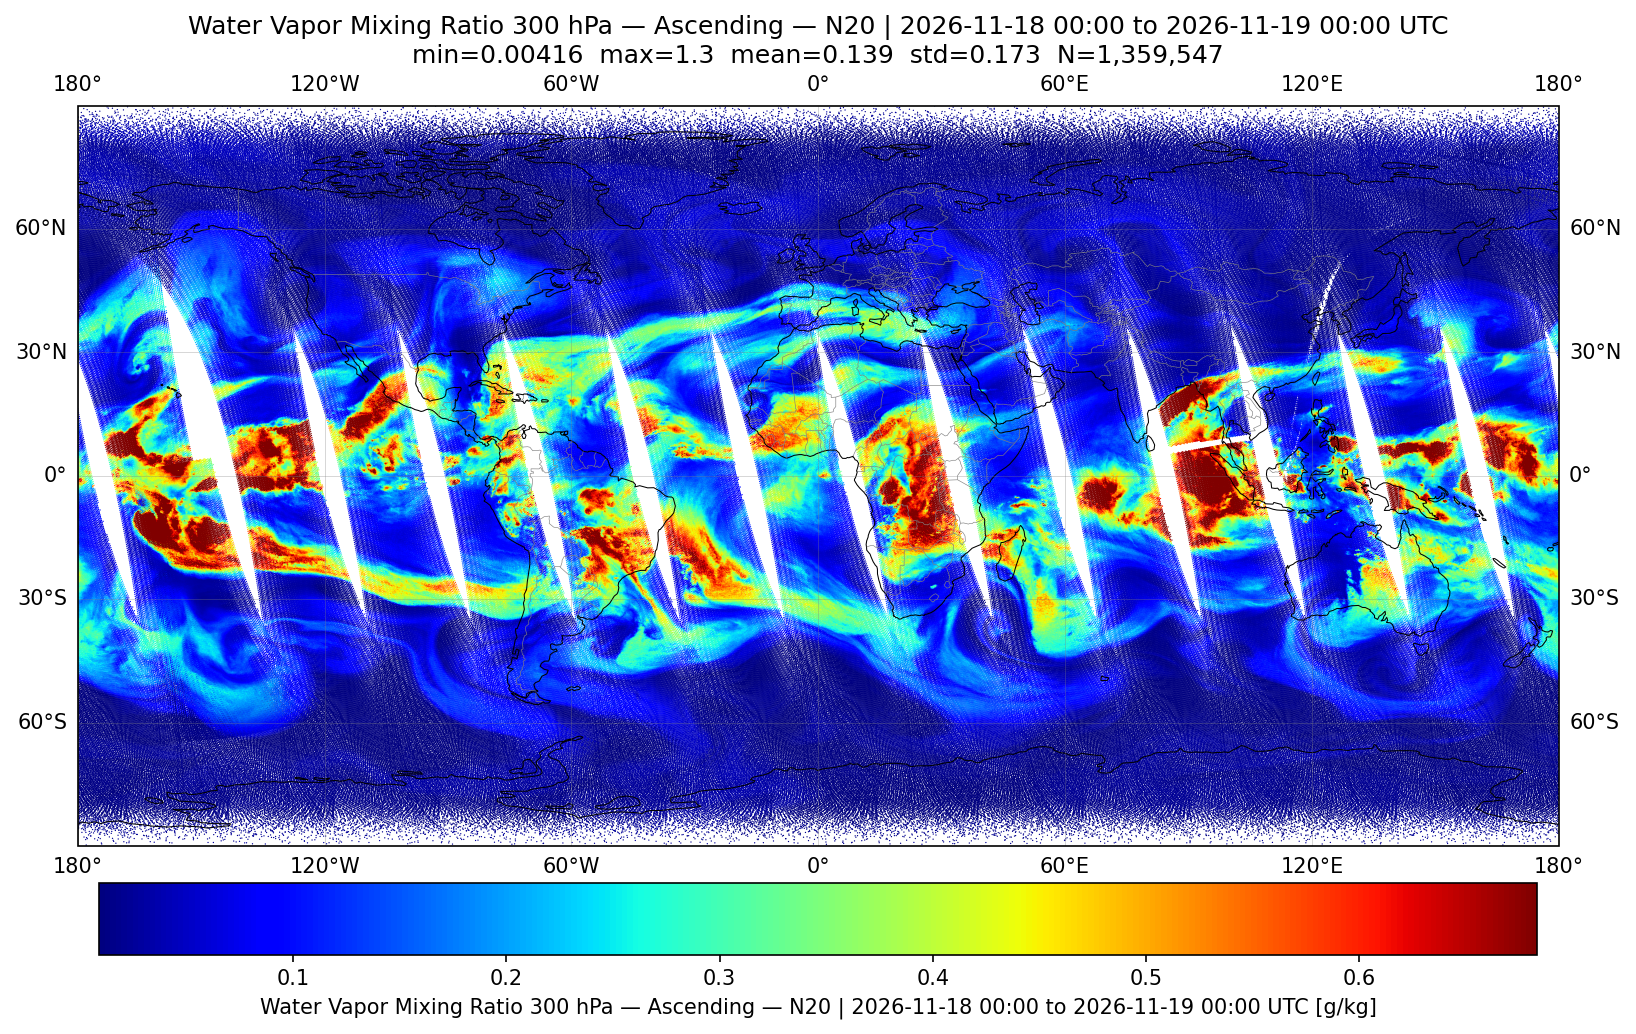 Water Vapor Mixing Ratio 300 hPa — Ascending — N20 | 2026-11-18 00:00 to 2026-11-19 00:00 UTC
min=0.00416  max=1.3  mean=0.139  std=0.173  N=1,359,547
180°  120°W  60°W  0°  60°E  120°E  180°
60°N  60°N
30°N  30°N
0°  0°
30°S  30°S
60°S  60°S
180°  120°W  60°W  0°  60°E  120°E  180°
0.1  0.2  0.3  0.4  0.5  0.6
Water Vapor Mixing Ratio 300 hPa — Ascending — N20 | 2026-11-18 00:00 to 2026-11-19 00:00 UTC [g/kg]